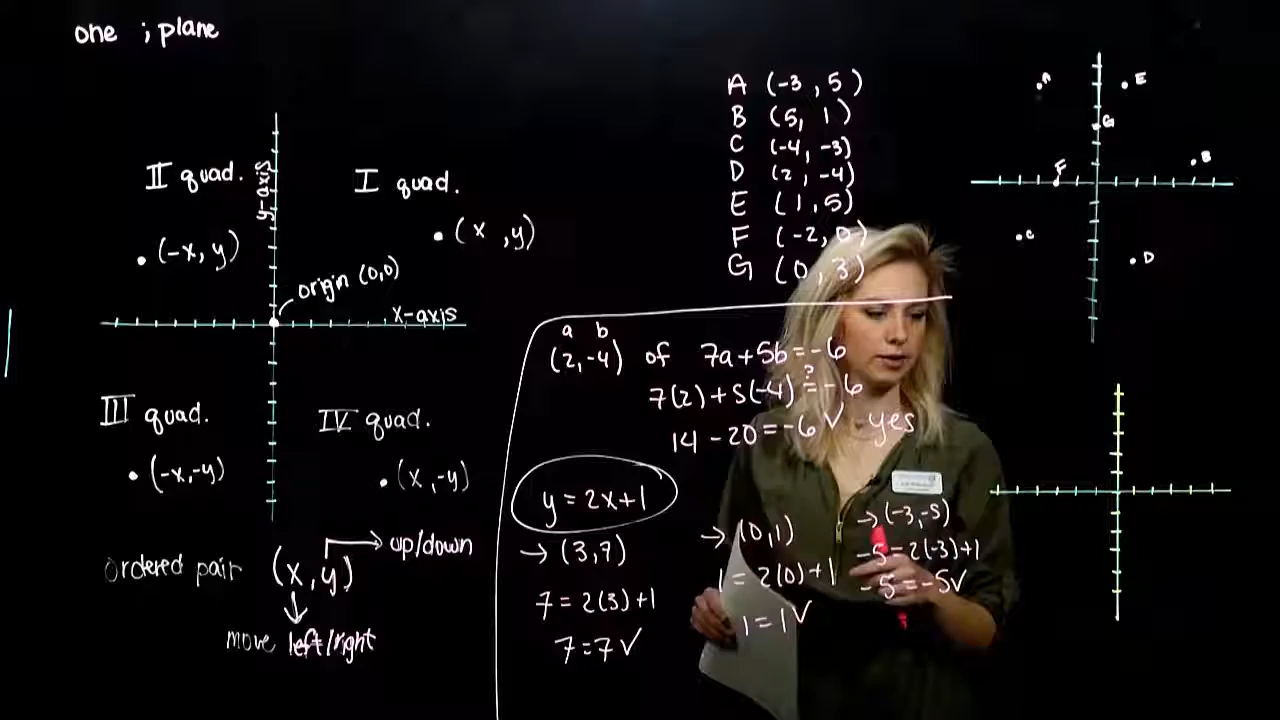 one ; plane
II quad.
y-axis
I quad.
(-x, y)
(x, y)
origin (0,0)
x-axis
III quad.
IV quad.
(-x, -y)
(x, -y)
ordered pair (x, y) → up/down
move left/right
A (-3, 5)
B (5, 1)
C (-4, -3)
D (2, -4)
E (1, 5)
F (-2, 0)
G (0, 3)
A
E
G
B
F
C
D
a b
(2, -4) of 7a + 5b = -6
7(2) + 5(-4) ?= -6
14 - 20 = -6 ✓ yes
y = 2x + 1
→ (3, 7)
7 = 2(3) + 1
7 = 7 ✓
→ (0, 1)
1 = 2(0) + 1
1 = 1 ✓
→ (-3, -5)
-5 = 2(-3) + 1
-5 = -5 ✓